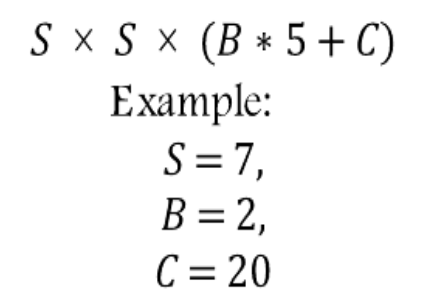 S × S × (B * 5 + C)
Example:
S = 7,
B = 2,
C = 20